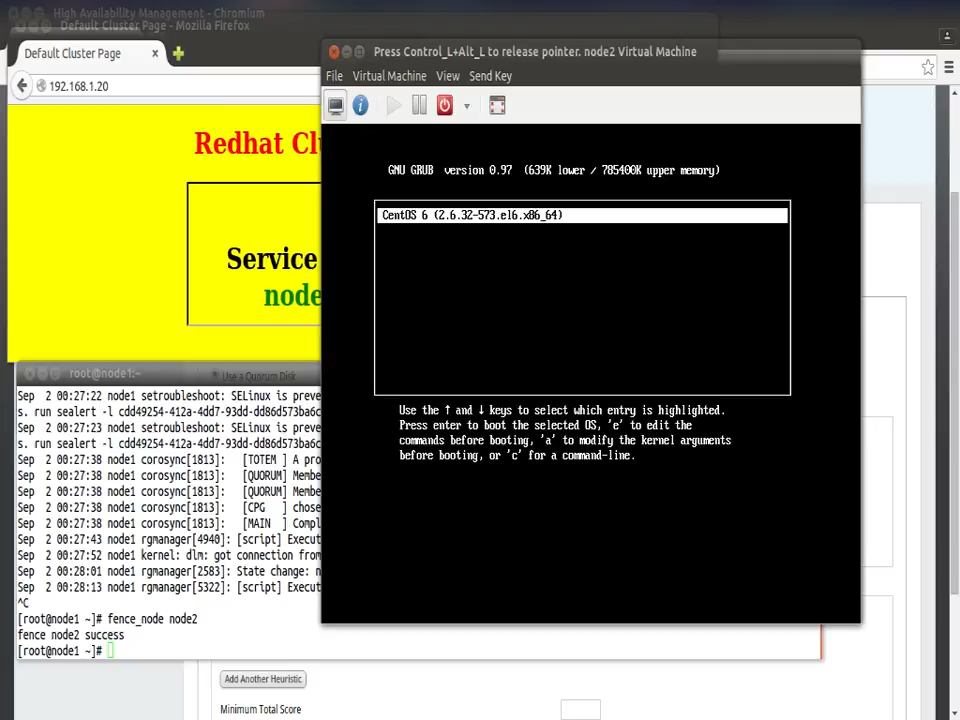 High Availability Management - Chromium
Default Cluster Page - Mozilla Firefox
Default Cluster Page
192.168.1.20
Redhat Clu
Service
node
Press Control_L+Alt_L to release pointer. node2 Virtual Machine
File Virtual Machine View Send Key
GNU GRUB version 0.97 (639K lower / 785400K upper memory)
CentOS 6 (2.6.32-573.el6.x86_64)
Use the ↑ and ↓ keys to select which entry is highlighted.
Press enter to boot the selected OS, 'e' to edit the
commands before booting, 'a' to modify the kernel arguments
before booting, or 'c' for a command-line.
root@node1:~
Use a Quorum Disk
Sep 2 00:27:22 node1 setroubleshoot: SELinux is preve
s. run sealert -l cdd49254-412a-4dd7-93dd-dd86d573ba6c
Sep 2 00:27:23 node1 setroubleshoot: SELinux is preve
s. run sealert -l cdd49254-412a-4dd7-93dd-dd86d573ba6c
Sep 2 00:27:38 node1 corosync[1813]: [TOTEM ] A pro
Sep 2 00:27:38 node1 corosync[1813]: [QUORUM] Membe
Sep 2 00:27:38 node1 corosync[1813]: [QUORUM] Membe
Sep 2 00:27:38 node1 corosync[1813]: [CPG ] chose
Sep 2 00:27:38 node1 corosync[1813]: [MAIN ] Compl
Sep 2 00:27:43 node1 rgmanager[4940]: [script] Execut
Sep 2 00:27:52 node1 kernel: dlm: got connection from
Sep 2 00:28:01 node1 rgmanager[2583]: State change: n
Sep 2 00:28:13 node1 rgmanager[5322]: [script] Execut
^C
[root@node1 ~]# fence_node node2
fence node2 success
[root@node1 ~]#
Add Another Heuristic
Minimum Total Score